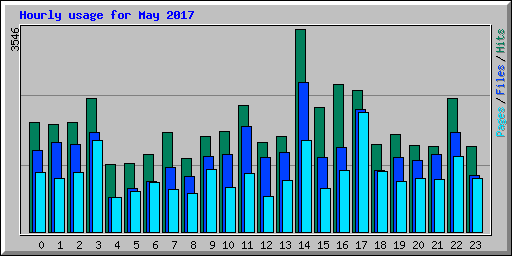 Hourly usage for May 2017
3546
Pages/Files/Hits
0 1 2 3 4 5 6 7 8 9 10 11 12 13 14 15 16 17 18 19 20 21 22 23